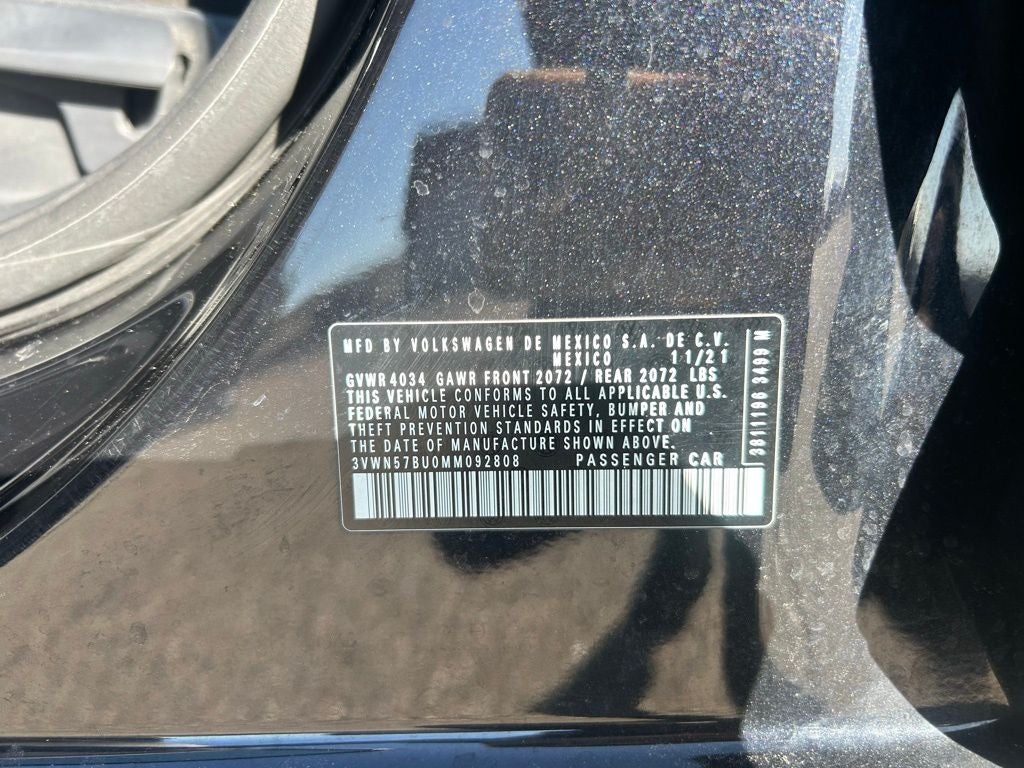 MFD BY VOLKSWAGEN DE MEXICO S.A. DE C.V.
MEXICO 11/21
GVWR 4034 GAWR FRONT 2072 / REAR 2072 LBS
THIS VEHICLE CONFORMS TO ALL APPLICABLE U.S.
FEDERAL MOTOR VEHICLE SAFETY, BUMPER AND
THEFT PREVENTION STANDARDS IN EFFECT ON
THE DATE OF MANUFACTURE SHOWN ABOVE.
3VWN57BU0MM092808 PASSENGER CAR
3811196 3499 M